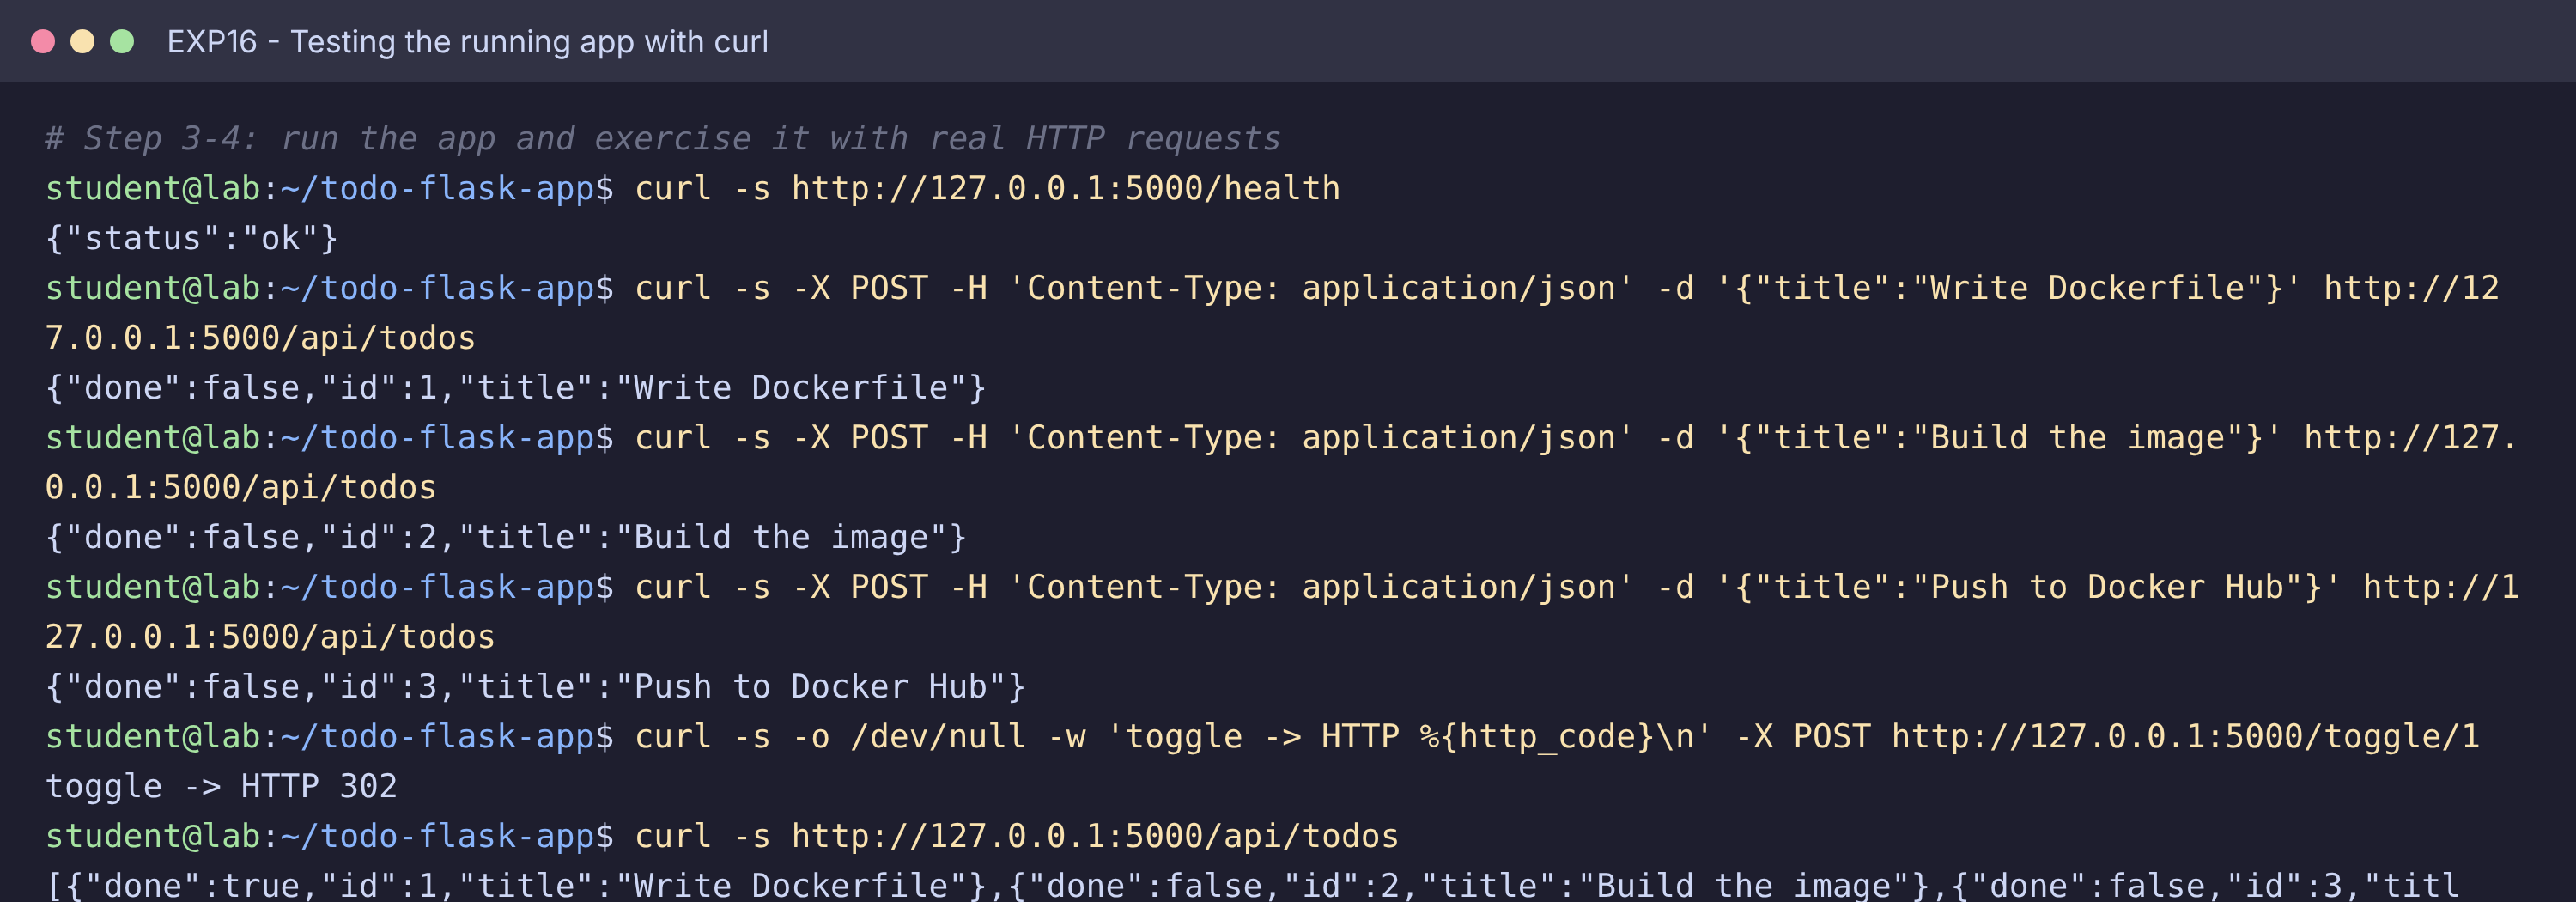 EXP16 - Testing the running app with curl
# Step 3-4: run the app and exercise it with real HTTP requests
student@lab:~/todo-flask-app$ curl -s http://127.0.0.1:5000/health
{"status":"ok"}
student@lab:~/todo-flask-app$ curl -s -X POST -H 'Content-Type: application/json' -d '{"title":"Write Dockerfile"}' http://12
7.0.0.1:5000/api/todos
{"done":false,"id":1,"title":"Write Dockerfile"}
student@lab:~/todo-flask-app$ curl -s -X POST -H 'Content-Type: application/json' -d '{"title":"Build the image"}' http://127.
0.0.1:5000/api/todos
{"done":false,"id":2,"title":"Build the image"}
student@lab:~/todo-flask-app$ curl -s -X POST -H 'Content-Type: application/json' -d '{"title":"Push to Docker Hub"}' http://1
27.0.0.1:5000/api/todos
{"done":false,"id":3,"title":"Push to Docker Hub"}
student@lab:~/todo-flask-app$ curl -s -o /dev/null -w 'toggle -> HTTP %{http_code}\n' -X POST http://127.0.0.1:5000/toggle/1
toggle -> HTTP 302
student@lab:~/todo-flask-app$ curl -s http://127.0.0.1:5000/api/todos
[{"done":true,"id":1,"title":"Write Dockerfile"},{"done":false,"id":2,"title":"Build the image"},{"done":false,"id":3,"titl